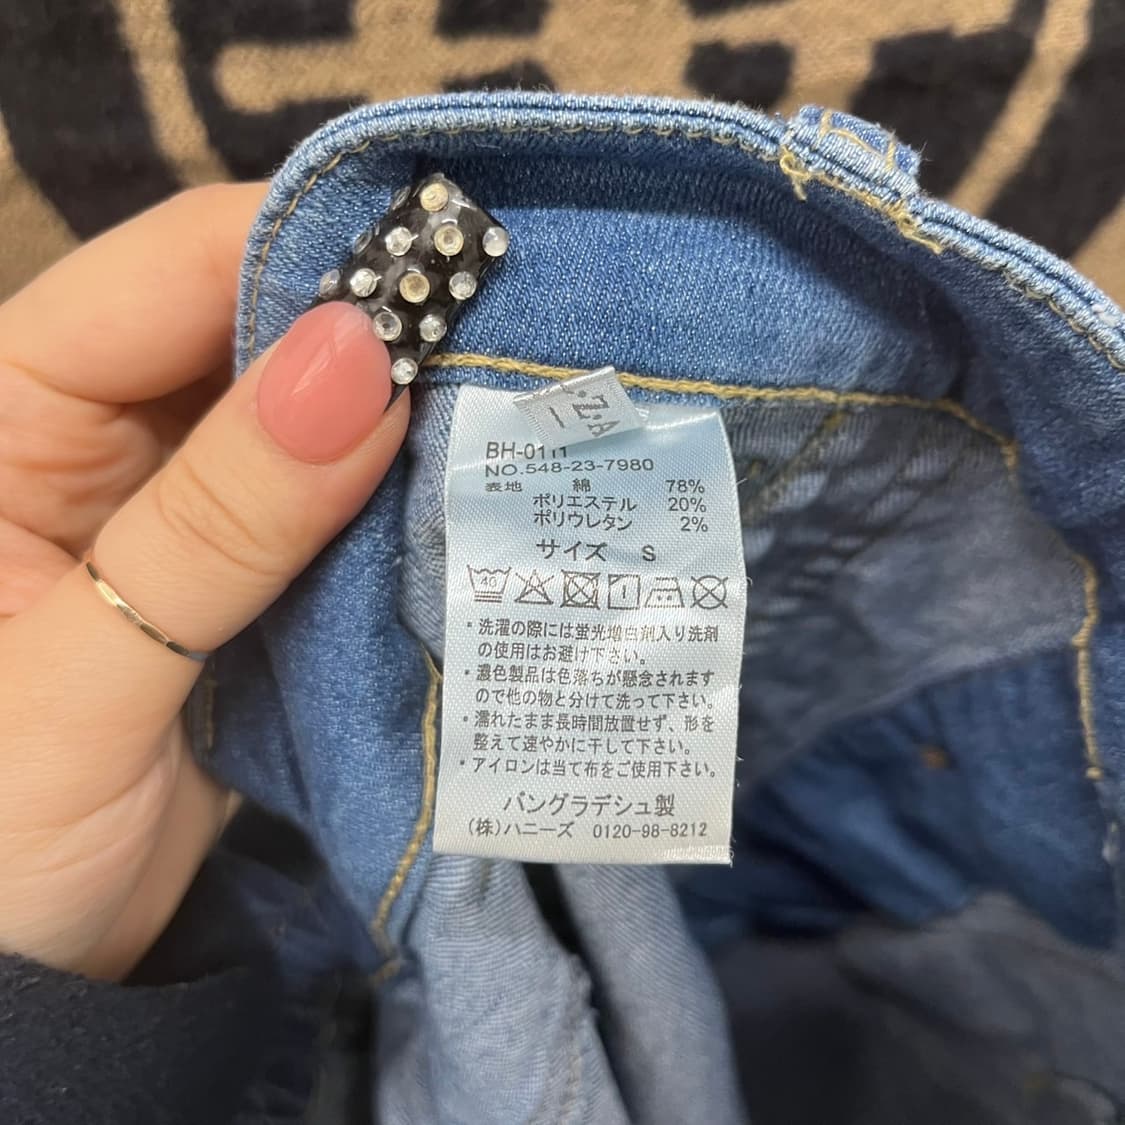 BH-0111
NO.548-23-7980
表地 綿 78%
ポリエステル 20%
ポリウレタン 2%
サイズ S
40
・洗濯の際には蛍光増白剤入り洗剤
の使用はお避け下さい。
・濃色製品は色落ちが懸念されます
ので他の物と分けて洗って下さい。
・濡れたまま長時間放置せず、形を
整えて速やかに干して下さい。
・アイロンは当て布をご使用下さい。
バングラデシュ製
(株)ハニーズ 0120-98-8212